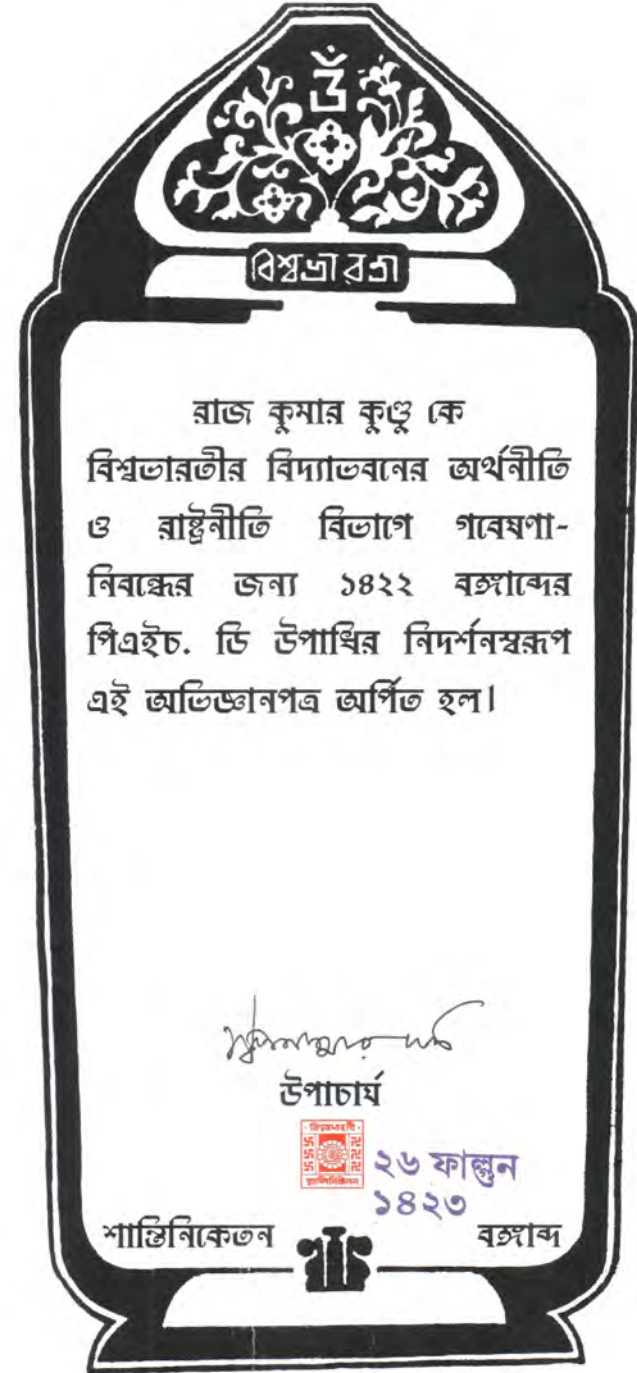 ওঁ
বিশ্বভারতী
রাজ কুমার কুণ্ডু কে
বিশ্বভারতীর বিদ্যাভবনের অর্থনীতি
ও রাষ্ট্রনীতি বিভাগে গবেষণা-
নিবন্ধের জন্য ১৪২২ বঙ্গাব্দের
পিএইচ. ডি উপাধির নিদর্শনস্বরূপ
এই অভিজ্ঞানপত্র অর্পিত হল।
উপাচার্য
২৬ ফাল্গুন
১৪২৩
শান্তিনিকেতন বঙ্গাব্দ